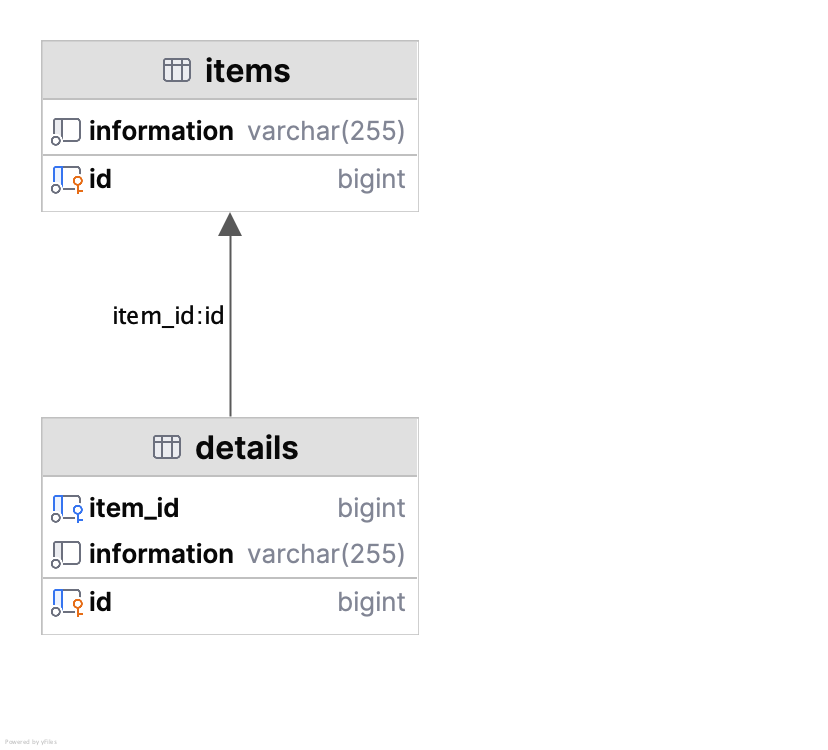 items
information varchar(255)
id bigint
item_id:id
details
item_id bigint
information varchar(255)
id bigint
Powered by yFiles